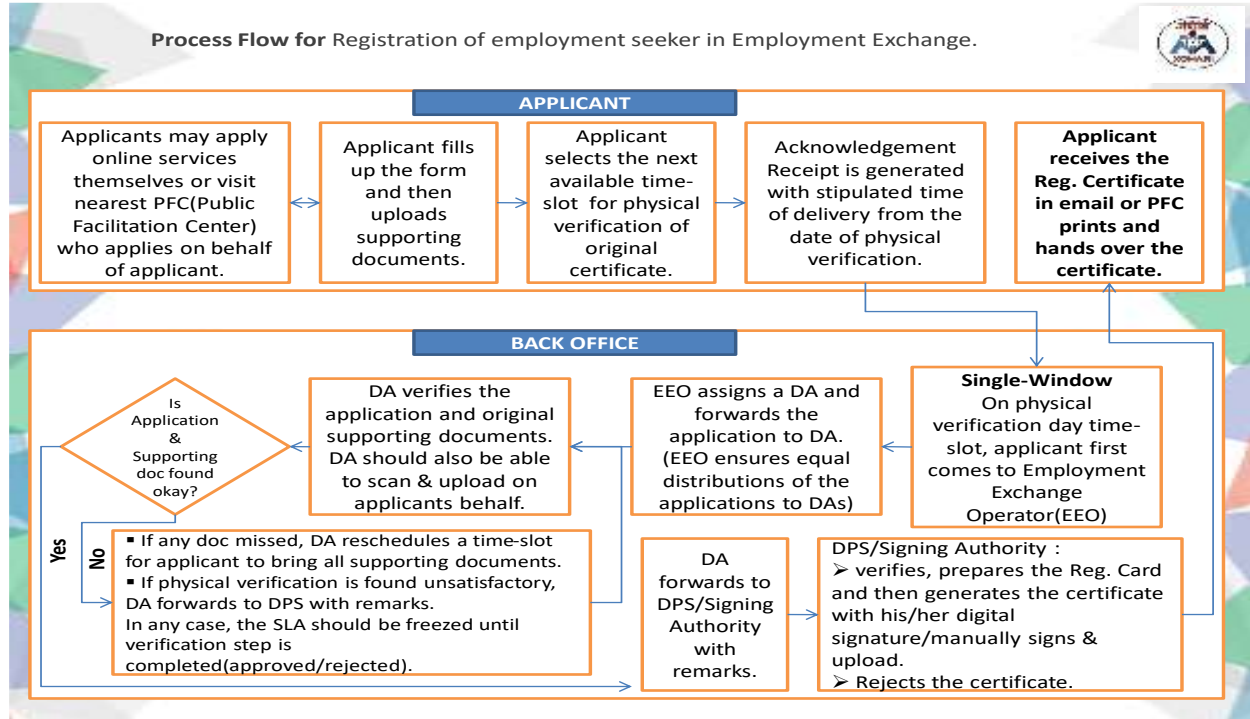 Process Flow for Registration of employment seeker in Employment Exchange.
APPLICANT
Applicants may apply
online services
themselves or visit
nearest PFC(Public
Facilitation Center)
who applies on behalf
of applicant.
Applicant fills
up the form
and then
uploads
supporting
documents.
Applicant
selects the next
available time-
slot for physical
verification of
original
certificate.
Acknowledgement
Receipt is generated
with stipulated time
of delivery from the
date of physical
verification.
Applicant
receives the
Reg. Certificate
in email or PFC
prints and
hands over the
certificate.
BACK OFFICE
Single-Window
On physical
verification day time-
slot, applicant first
comes to Employment
Exchange
Operator(EEO)
EEO assigns a DA and
forwards the
application to DA.
(EEO ensures equal
distributions of the
applications to DAs)
DA verifies the
application and original
supporting documents.
DA should also be able
to scan & upload on
applicants behalf.
Is
Application
&
Supporting
doc found
okay?
Yes
No
▪ If any doc missed, DA reschedules a time-slot
for applicant to bring all supporting documents.
▪ If physical verification is found unsatisfactory,
DA forwards to DPS with remarks.
In any case, the SLA should be freezed until
verification step is
completed(approved/rejected).
DA
forwards to
DPS/Signing
Authority
with
remarks.
DPS/Signing Authority :
➢ verifies, prepares the Reg. Card
and then generates the certificate
with his/her digital
signature/manually signs &
upload.
➢ Rejects the certificate.